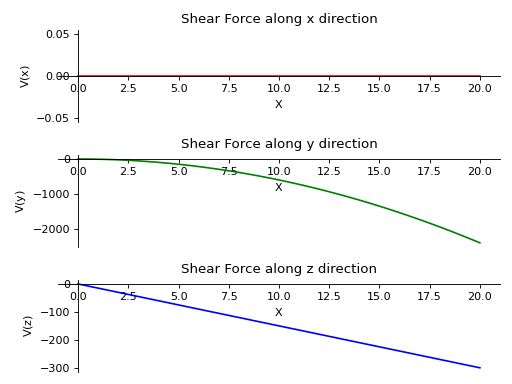 Shear Force along x direction
0.05
0.00
−0.05
V(x)
0.0 2.5 5.0 7.5 10.0 12.5 15.0 17.5 20.0
X
Shear Force along y direction
0
−1000
−2000
V(y)
0.0 2.5 5.0 7.5 10.0 12.5 15.0 17.5 20.0
X
Shear Force along z direction
0
−100
−200
−300
V(z)
0.0 2.5 5.0 7.5 10.0 12.5 15.0 17.5 20.0
X